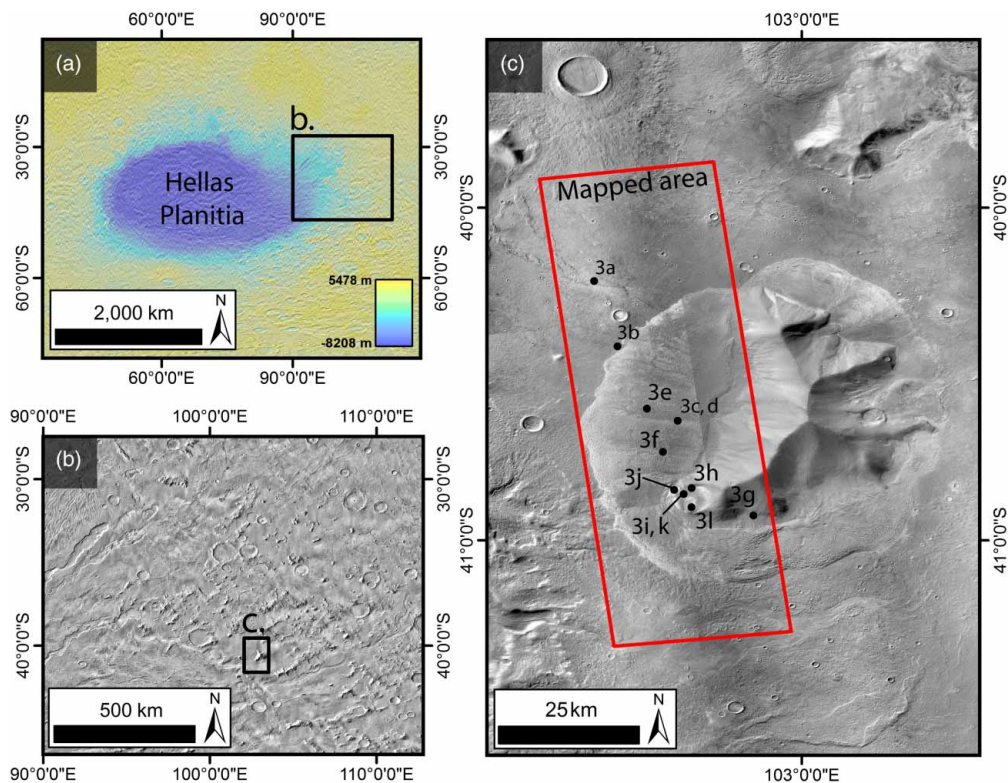 60°0'0"E 90°0'0"E
(a)
b.
30°0'0"S
30°0'0"S
Hellas
Planitia
60°0'0"S
60°0'0"S
5478 m
-8208 m
N
2,000 km
60°0'0"E 90°0'0"E
90°0'0"E 100°0'0"E 110°0'0"E
(b)
30°0'0"S
30°0'0"S
c.
40°0'0"S
40°0'0"S
N
500 km
90°0'0"E 100°0'0"E 110°0'0"E
103°0'0"E
(c)
Mapped area
40°0'0"S
40°0'0"S
3a
3b
3e
3c, d
3f
3j
3h
3g
3i, k
3l
41°0'0"S
41°0'0"S
N
25 km
103°0'0"E